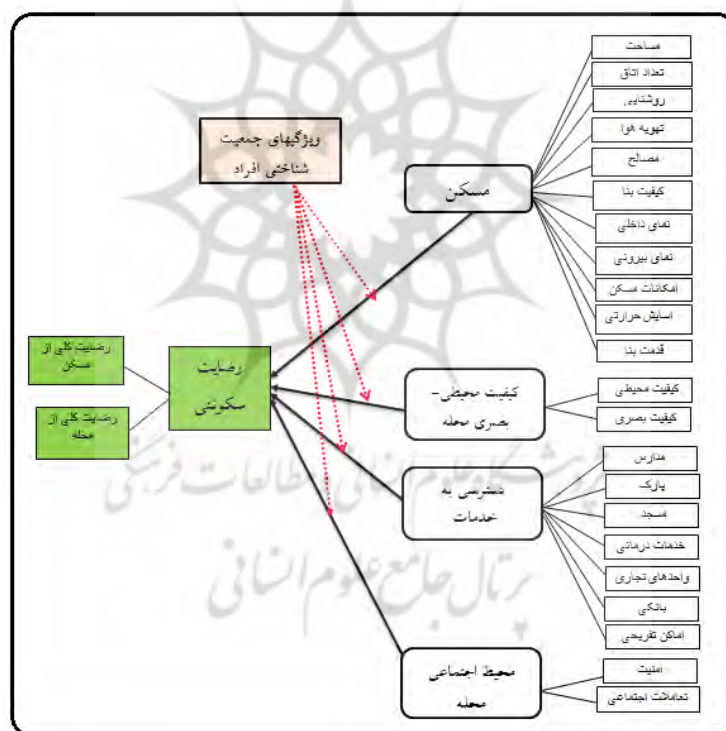 مساحت
تعداد اتاق
روشنایی
تهویه هوا
مصالح
کیفیت بنا
نمای داخلی
نمای بیرونی
امکانات مسکن
اسایش حرارتی
قدمت بنا
ویژگیهای جمعیت
شناختی افراد
مسکن
رضایت کلی از
مسکن
رضایت
سکونتی
رضایت کلی از
محله
کیفیت محیطی-
بصری محله
کیفیت محیطی
کیفیت بصری
دسترسی به
خدمات
مدارس
پارک
مسجد
خدمات درمانی
واحدهای تجاری
بانکی
اماکن تفریحی
محیط اجتماعی
محله
امنیت
تعاملات اجتماعی
پژوهشگاه علوم انسانی و مطالعات فرهنگی
پرتال جامع علوم انسانی